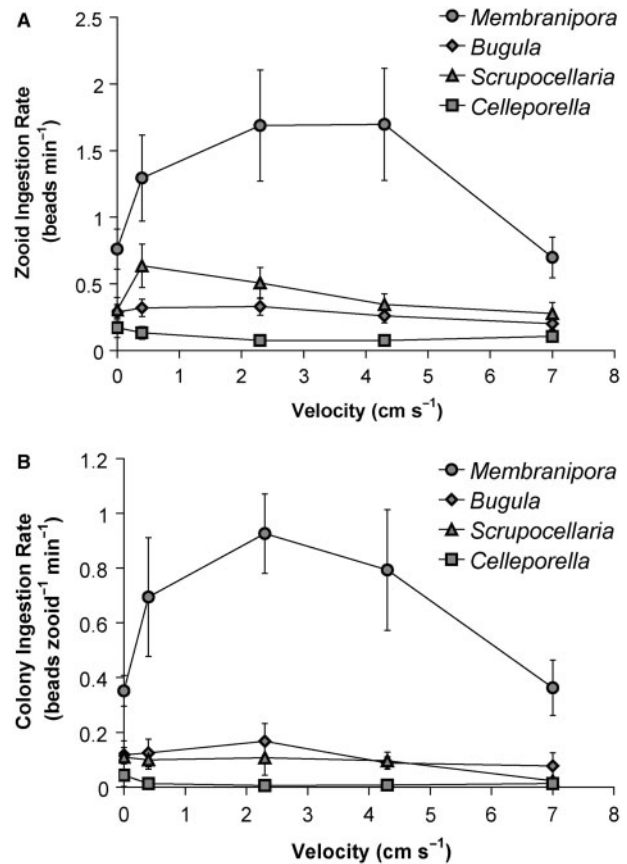 A
2.5
2
1.5
1
0.5
0
Zooid Ingestion Rate
(beads min⁻¹)
Membranipora
Bugula
Scrupocellaria
Celleporella
0 1 2 3 4 5 6 7 8
Velocity (cm s⁻¹)
B
1.2
1
0.8
0.6
0.4
0.2
0
Colony Ingestion Rate
(beads zooid⁻¹ min⁻¹)
Membranipora
Bugula
Scrupocellaria
Celleporella
0 1 2 3 4 5 6 7 8
Velocity (cm s⁻¹)